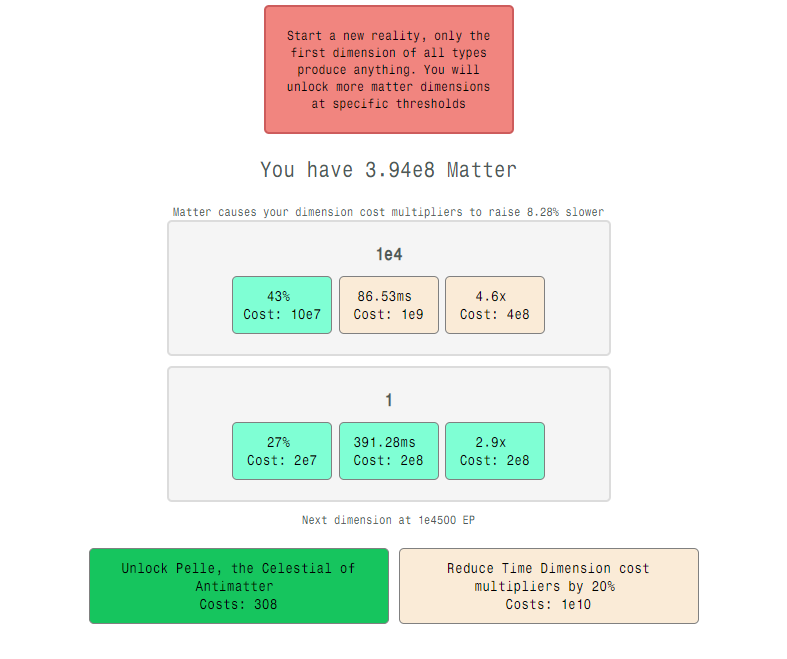 Start a new reality, only the
first dimension of all types
produce anything. You will
unlock more matter dimensions
at specific thresholds
You have 3.94e8 Matter
Matter causes your dimension cost multipliers to raise 8.28% slower
1e4
43%
Cost: 10e7
86.53ms
Cost: 1e9
4.6x
Cost: 4e8
1
27%
Cost: 2e7
391.28ms
Cost: 2e8
2.9x
Cost: 2e8
Next dimension at 1e4500 EP
Unlock Pelle, the Celestial of
Antimatter
Costs: 308
Reduce Time Dimension cost
multipliers by 20%
Costs: 1e10